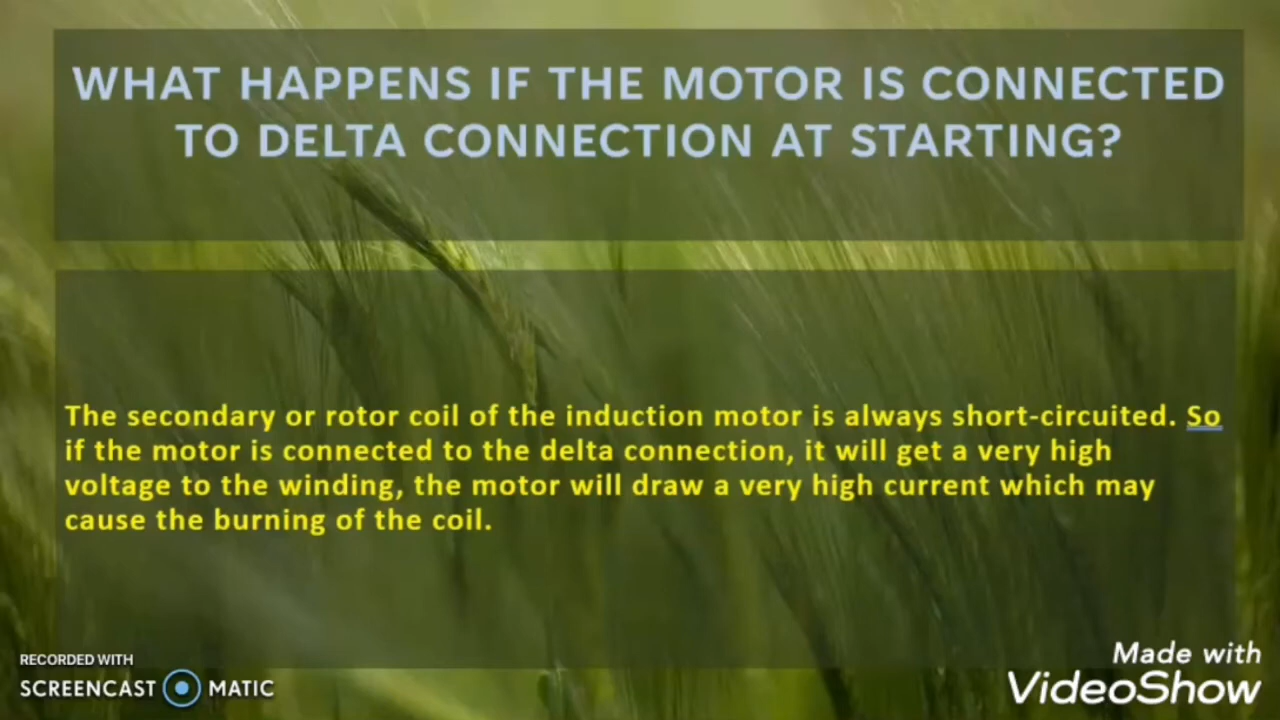 WHAT HAPPENS IF THE MOTOR IS CONNECTED
TO DELTA CONNECTION AT STARTING?
The secondary or rotor coil of the induction motor is always short-circuited. So
if the motor is connected to the delta connection, it will get a very high
voltage to the winding, the motor will draw a very high current which may
cause the burning of the coil.
RECORDED WITH
SCREENCAST MATIC
Made with
VideoShow